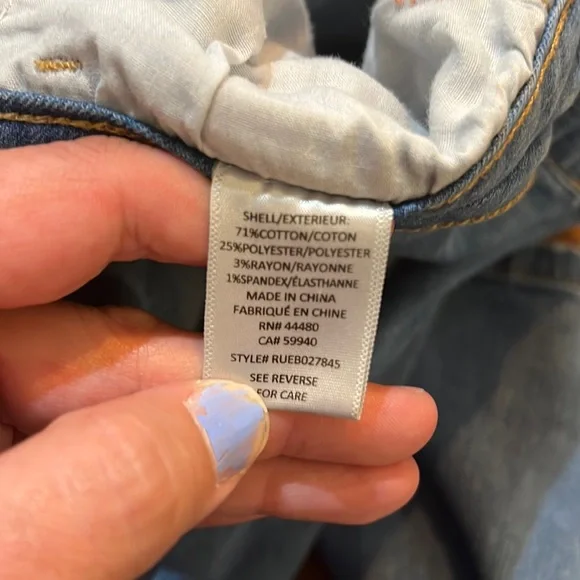 SHELL/EXTERIEUR:
71%COTTON/COTON
25%POLYESTER/POLYESTER
3%RAYON/RAYONNE
1%SPANDEX/ÉLASTHANNE
MADE IN CHINA
FABRIQUÉ EN CHINE
RN# 44480
CA# 59940
STYLE# RUEB027845
SEE REVERSE
FOR CARE